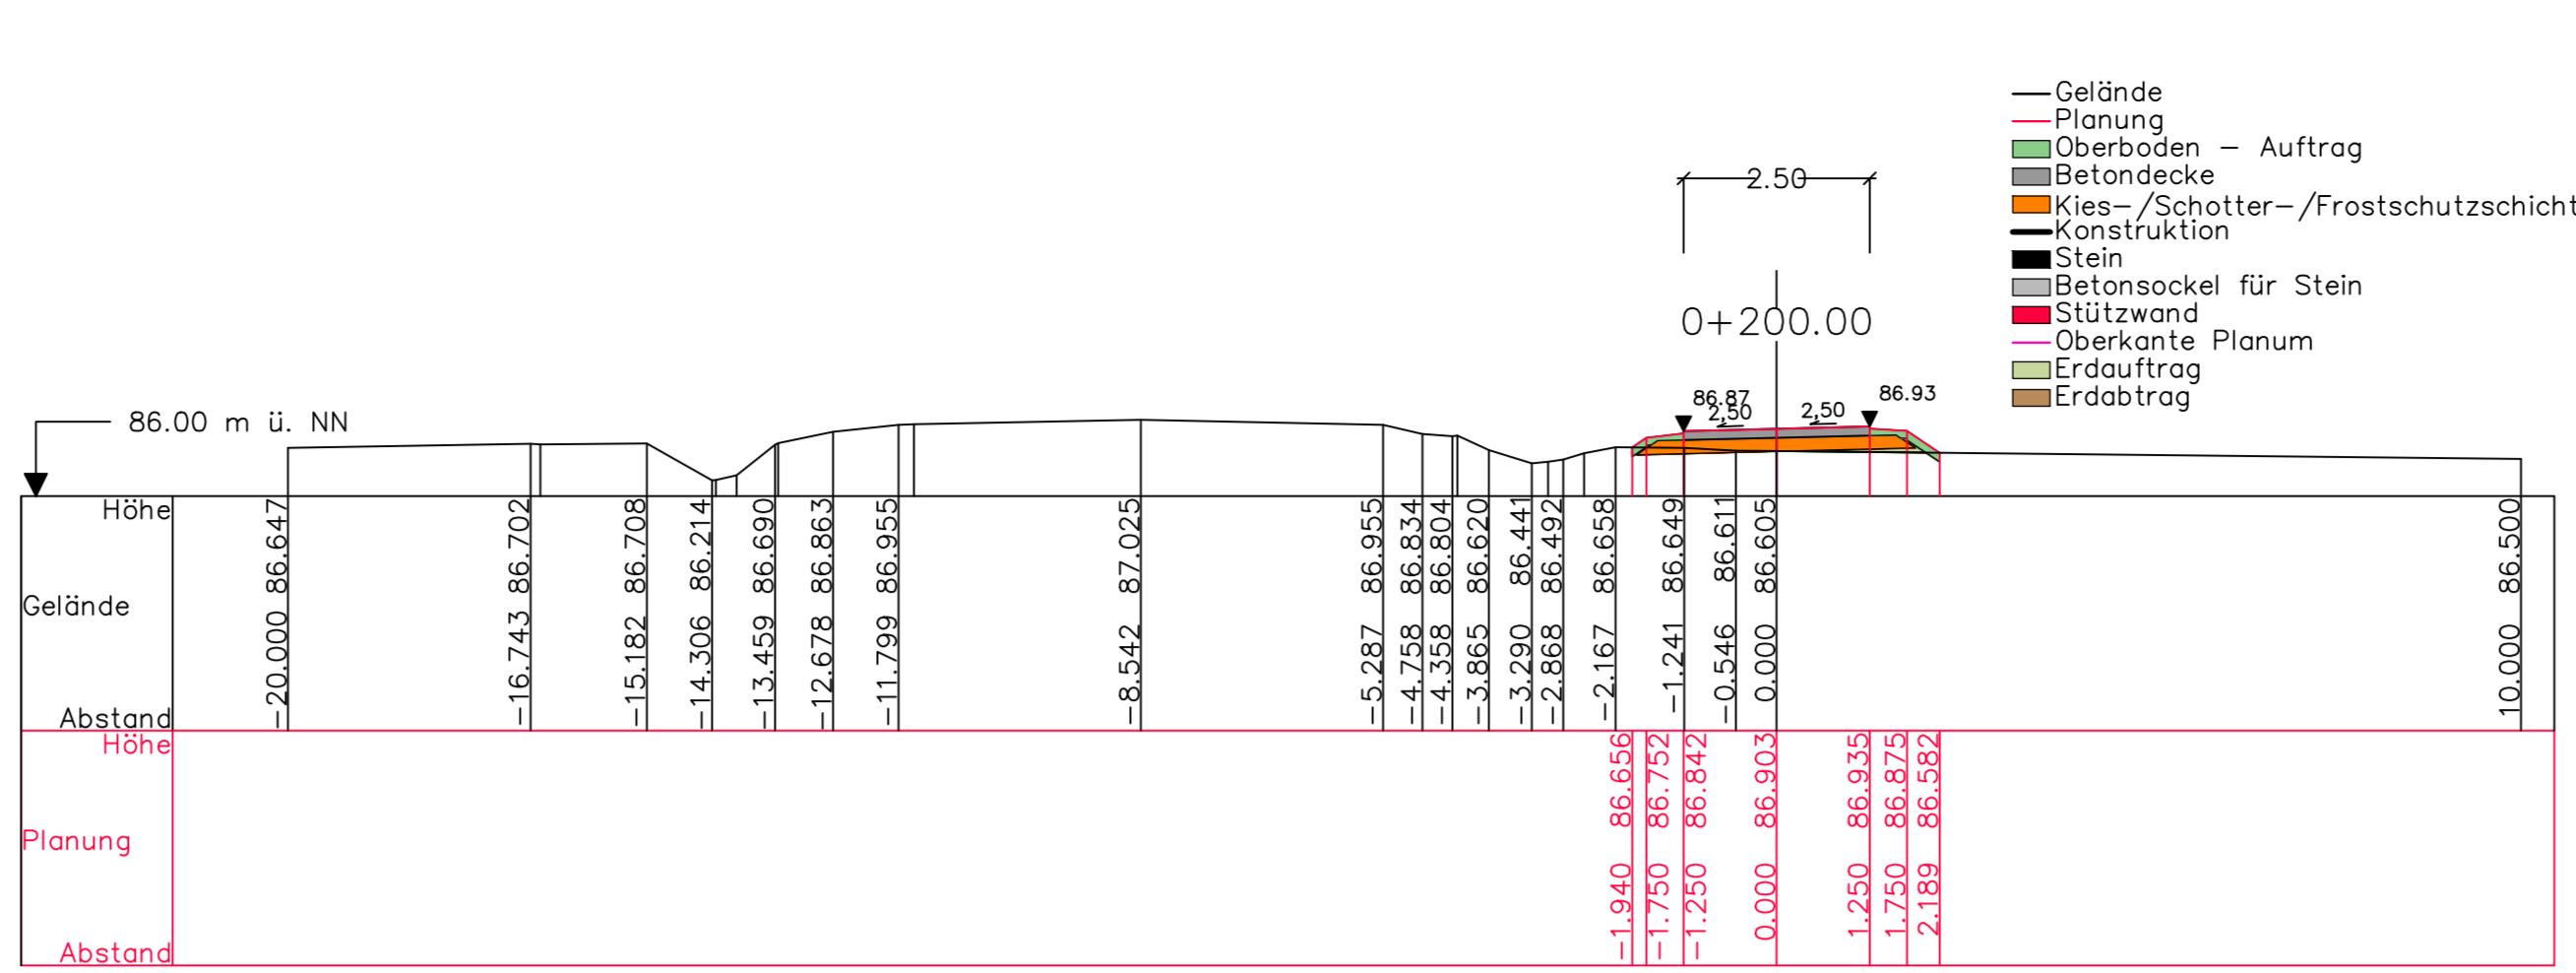 Gelände
Planung
Oberboden - Auftrag
Betondecke
Kies-/Schotter-/Frostschutzschicht
Konstruktion
Stein
Betonsockel für Stein
Stützwand
Oberkante Planum
Erdauftrag
Erdabtrag
2.50
0+200.00
86.87
86.93
2,50
2,50
86.00 m ü. NN
Höhe
Gelände
Abstand
-20.000 86.647
-16.743 86.702
-15.182 86.708
-14.306 86.214
-13.459 86.690
-12.678 86.863
-11.799 86.955
-8.542 87.025
-5.287 86.955
-4.758 86.834
-4.358 86.804
-3.865 86.620
-3.290 86.441
-2.868 86.492
-2.167 86.658
-1.241 86.649
-0.546 86.611
0.000 86.605
10.000 86.500
Höhe
Planung
Abstand
-1.940 86.656
-1.750 86.752
-1.250 86.842
0.000 86.903
1.250 86.935
1.750 86.875
2.189 86.582